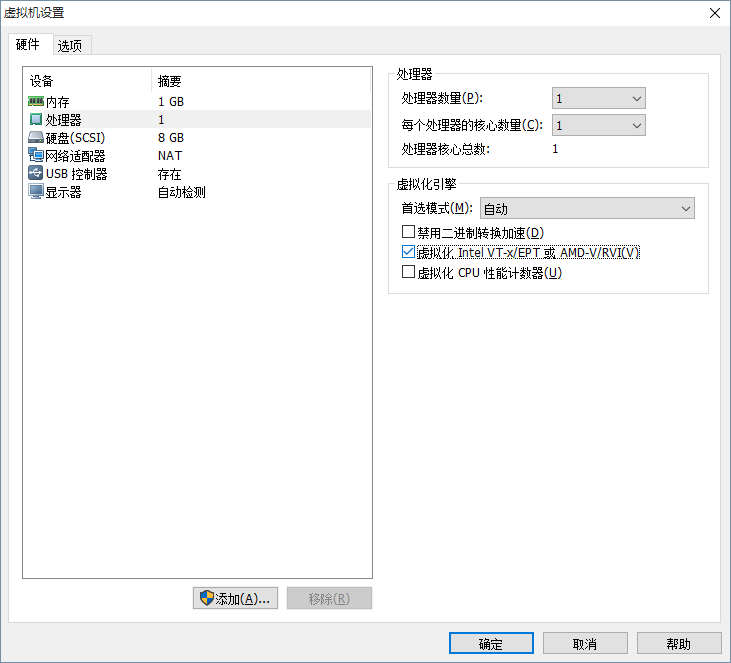 虚拟机设置
硬件 选项
设备 摘要
内存 1 GB
处理器 1
硬盘(SCSI) 8 GB
网络适配器 NAT
USB 控制器 存在
显示器 自动检测
添加(A)... 移除(R)
处理器
处理器数量(P): 1
每个处理器的核心数量(C): 1
处理器核心总数: 1
虚拟化引擎
首选模式(M): 自动
禁用二进制转换加速(D)
虚拟化 Intel VT-x/EPT 或 AMD-V/RVI(V)
虚拟化 CPU 性能计数器(U)
确定 取消 帮助